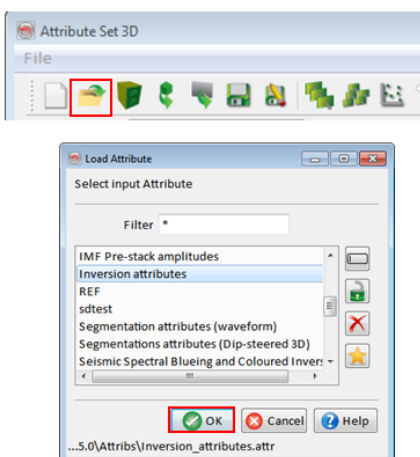 Attribute Set 3D
File
Load Attribute
Select input Attribute
Filter *
IMF Pre-stack amplitudes
Inversion attributes
REF
sdtest
Segmentation attributes (waveform)
Segmentations attributes (Dip-steered 3D)
Seismic Spectral Blueing and Coloured Invers
OK Cancel Help
...5.0\Attribs\Inversion_attributes.attr